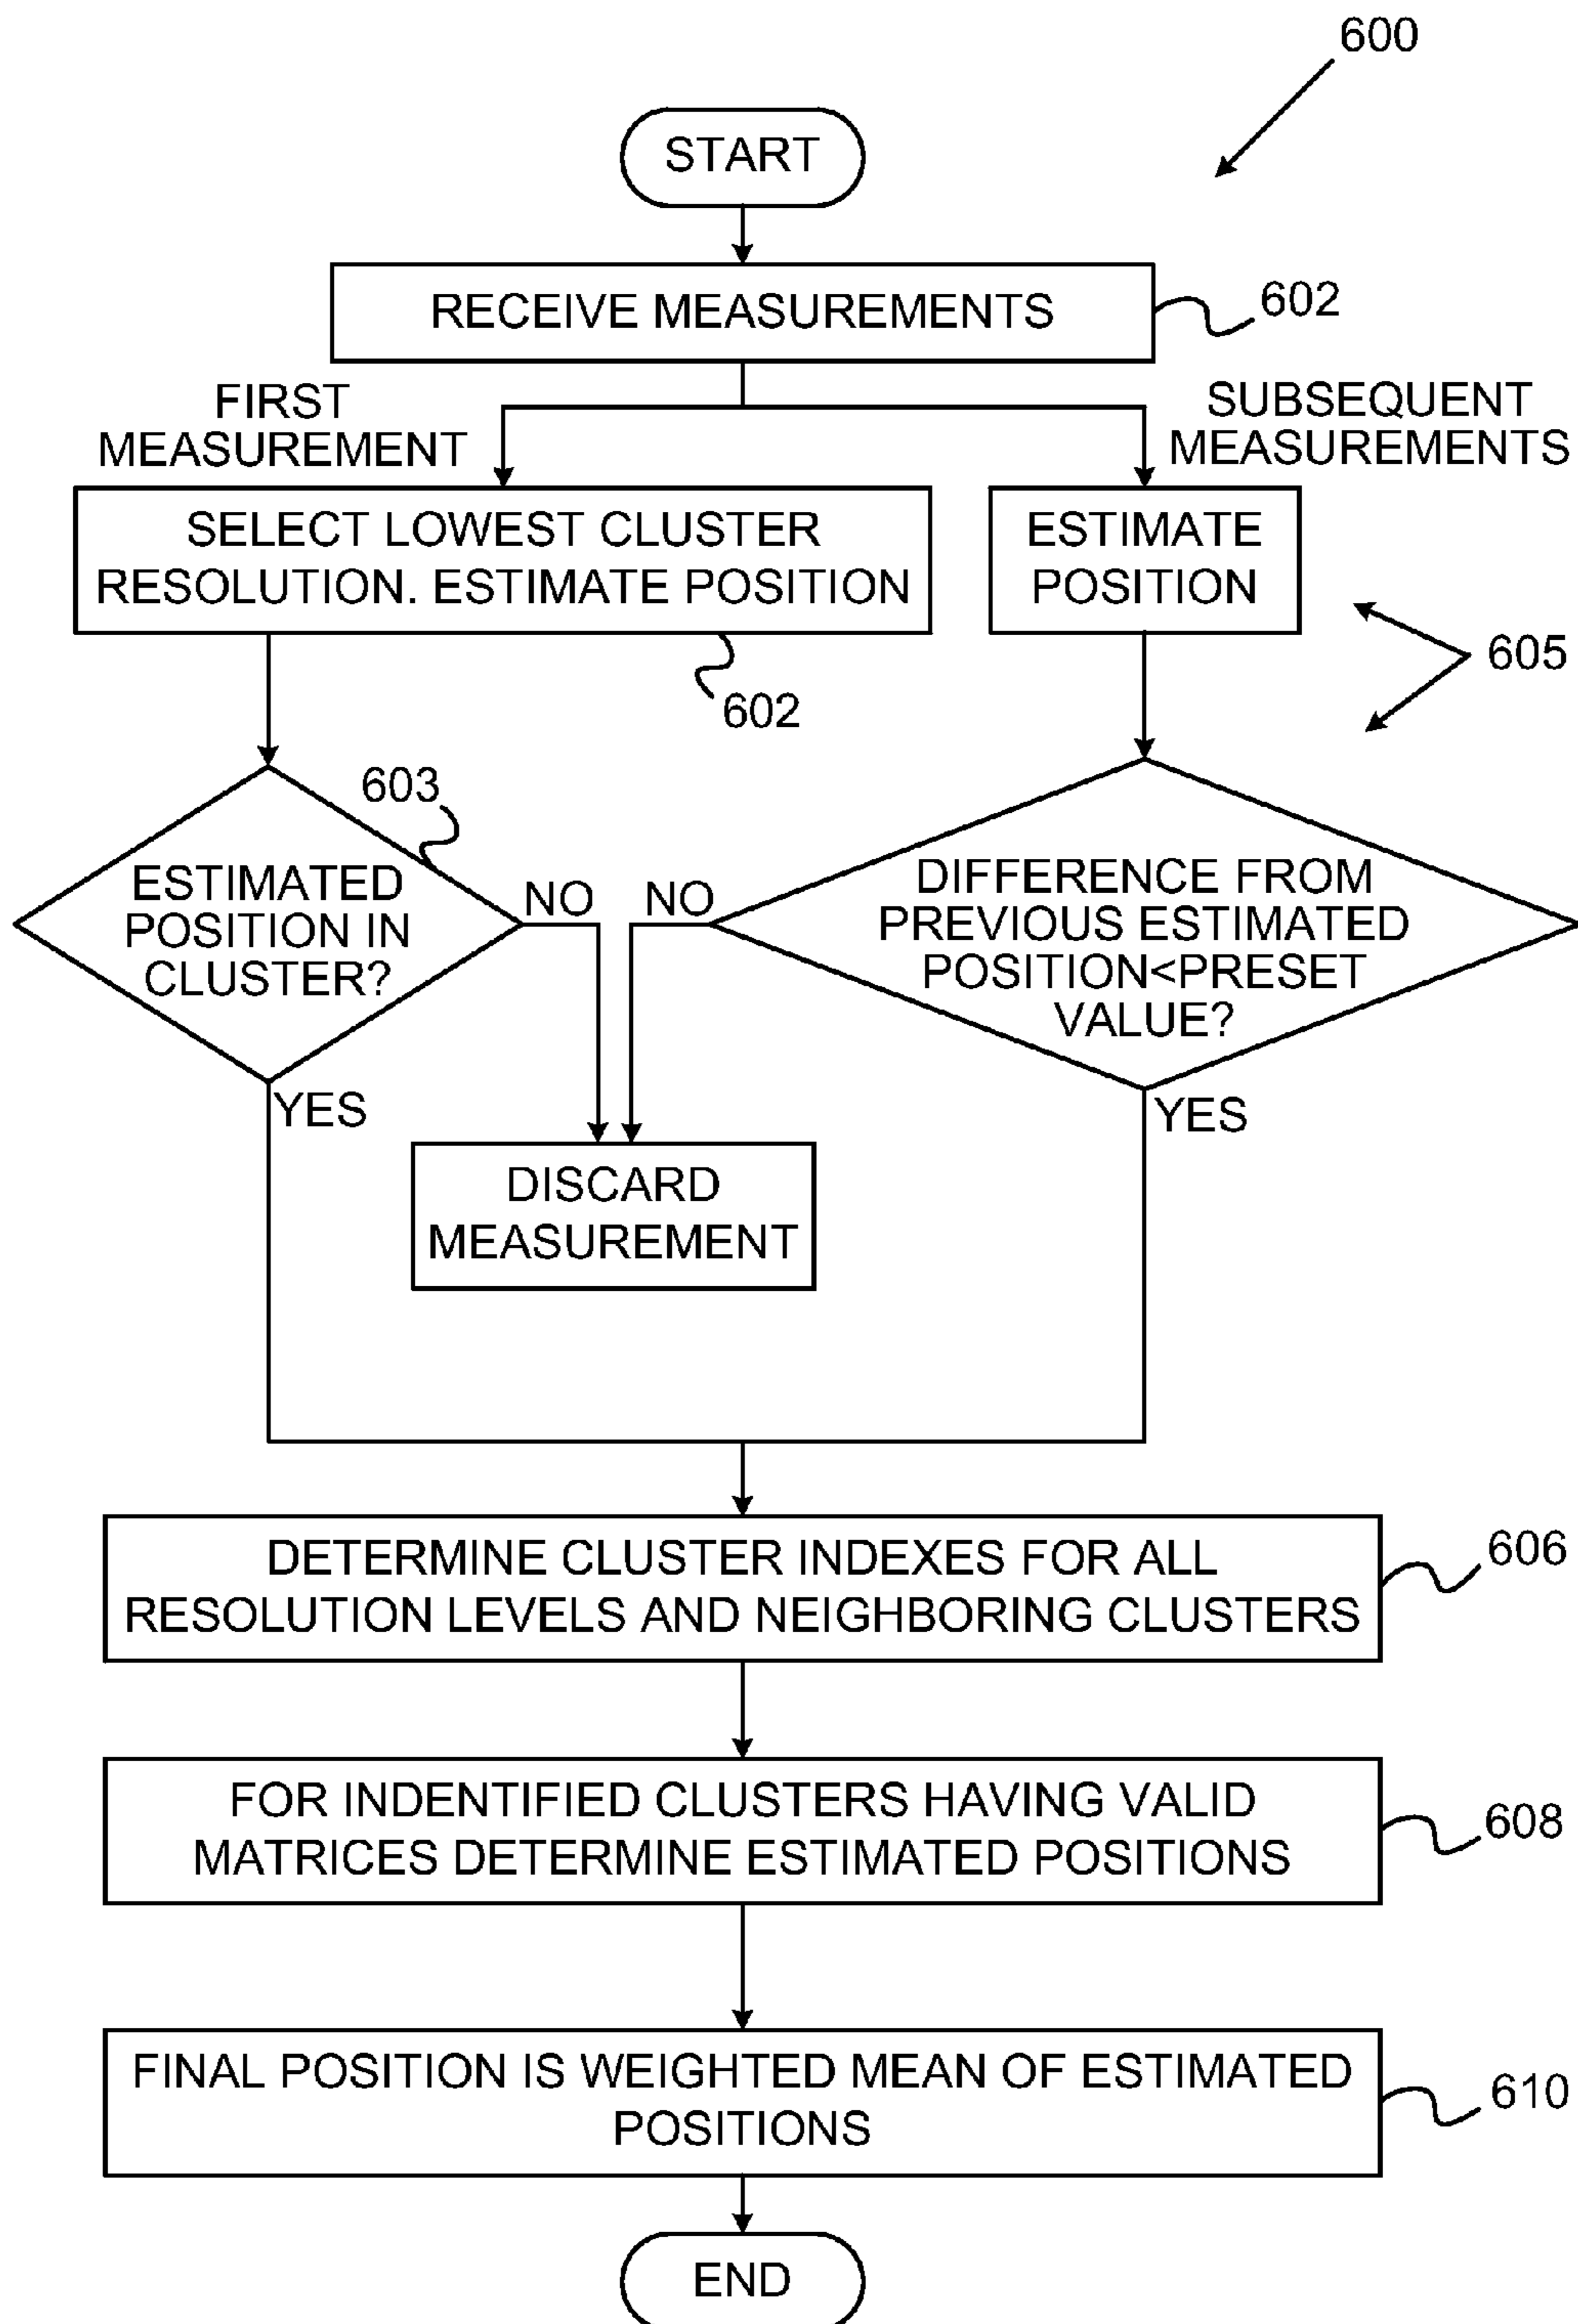 600
START
RECEIVE MEASUREMENTS
602
FIRST
MEASUREMENT
SUBSEQUENT
MEASUREMENTS
SELECT LOWEST CLUSTER
RESOLUTION. ESTIMATE POSITION
602
ESTIMATE
POSITION
605
603
ESTIMATED
POSITION IN
CLUSTER?
NO
NO
DIFFERENCE FROM
PREVIOUS ESTIMATED
POSITION<PRESET
VALUE?
YES
YES
DISCARD
MEASUREMENT
DETERMINE CLUSTER INDEXES FOR ALL
RESOLUTION LEVELS AND NEIGHBORING CLUSTERS
606
FOR INDENTIFIED CLUSTERS HAVING VALID
MATRICES DETERMINE ESTIMATED POSITIONS
608
FINAL POSITION IS WEIGHTED MEAN OF ESTIMATED
POSITIONS
610
END